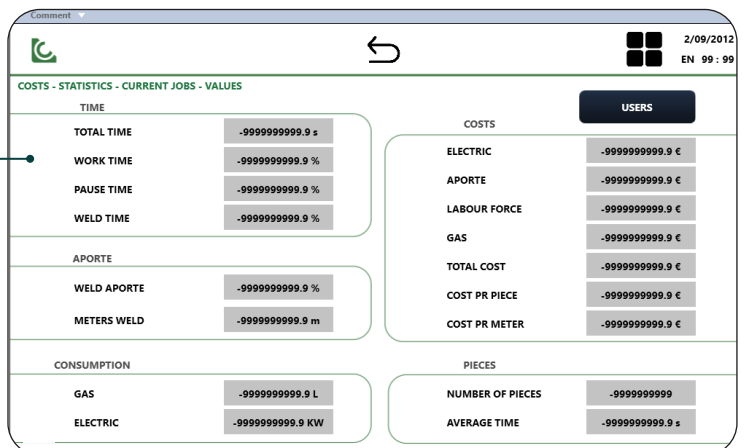 Comment
2/09/2012
EN 99 : 99
COSTS - STATISTICS - CURRENT JOBS - VALUES
USERS
TIME
TOTAL TIME -9999999999.9 s
WORK TIME -9999999999.9 %
PAUSE TIME -9999999999.9 %
WELD TIME -9999999999.9 %
APORTE
WELD APORTE -9999999999.9 %
METERS WELD -9999999999.9 m
CONSUMPTION
GAS -9999999999.9 L
ELECTRIC -9999999999.9 KW
COSTS
ELECTRIC -9999999999.9 €
APORTE -9999999999.9 €
LABOUR FORCE -9999999999.9 €
GAS -9999999999.9 €
TOTAL COST -9999999999.9 €
COST PR PIECE -9999999999.9 €
COST PR METER -9999999999.9 €
PIECES
NUMBER OF PIECES -9999999999
AVERAGE TIME -9999999999.9 s